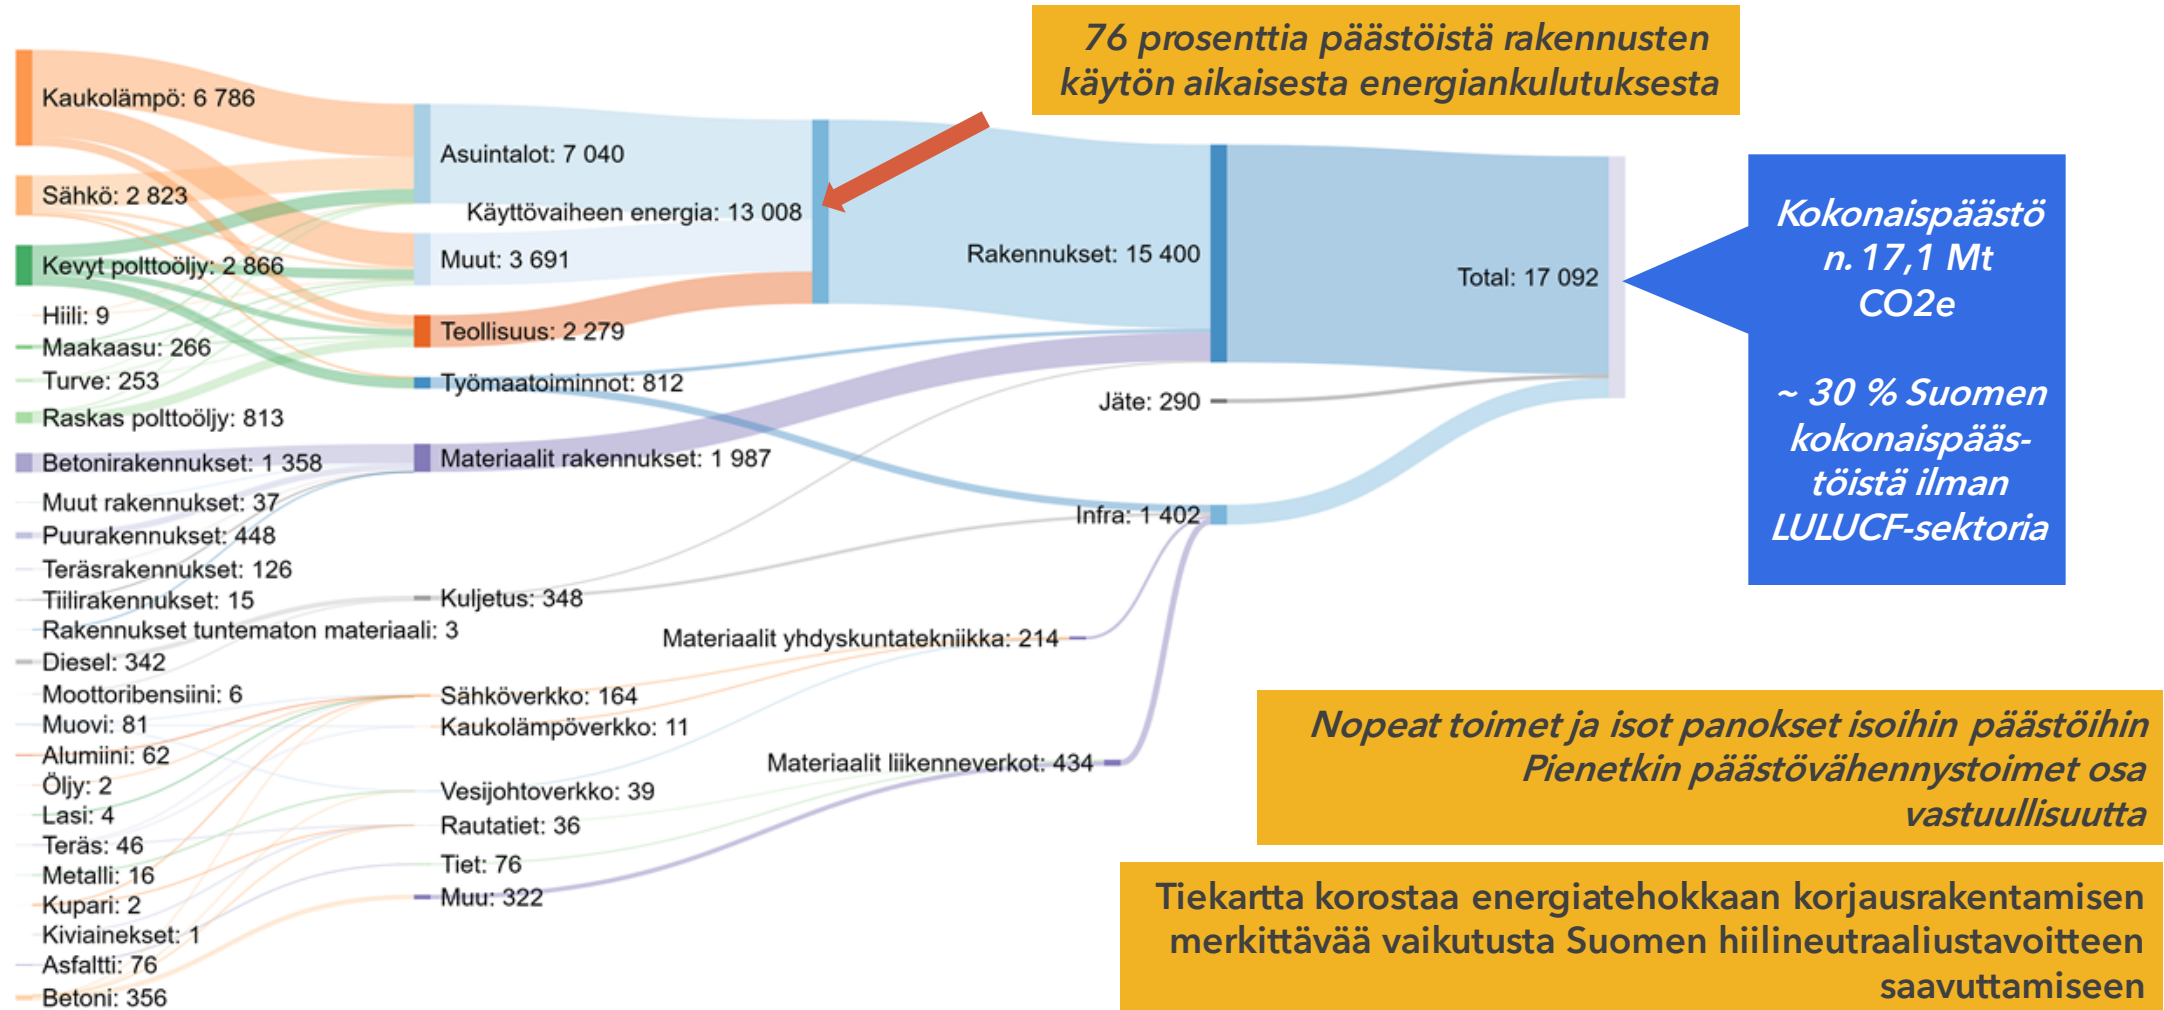 76 prosenttia päästöistä rakennusten
käytön aikaisesta energiankulutuksesta
Kaukolämpö: 6 786
Sähkö: 2 823
Kevyt polttoöljy: 2 866
Hiili: 9
Maakaasu: 266
Turve: 253
Raskas polttoöljy: 813
Betonirakennukset: 1 358
Muut rakennukset: 37
Puurakennukset: 448
Teräsrakennukset: 126
Tiilirakennukset: 15
Rakennukset tuntematon materiaali: 3
Diesel: 342
Moottoribensiini: 6
Muovi: 81
Alumiini: 62
Öljy: 2
Lasi: 4
Teräs: 46
Metalli: 16
Kupari: 2
Kiviainekset: 1
Asfaltti: 76
Betoni: 356
Asuintalot: 7 040
Muut: 3 691
Teollisuus: 2 279
Työmaatoiminnot: 812
Materiaalit rakennukset: 1 987
Kuljetus: 348
Sähköverkko: 164
Kaukolämpöverkko: 11
Vesijohtoverkko: 39
Rautatiet: 36
Tiet: 76
Muu: 322
Käyttövaiheen energia: 13 008
Materiaalit yhdyskuntatekniikka: 214
Materiaalit liikenneverkot: 434
Rakennukset: 15 400
Jäte: 290
Infra: 1 402
Total: 17 092
Kokonaispäästö
n. 17,1 Mt
CO2e
~ 30 % Suomen
kokonaispääs-
töistä ilman
LULUCF-sektoria
Nopeat toimet ja isot panokset isoihin päästöihin
Pienetkin päästövähennystoimet osa
vastuullisuutta
Tiekartta korostaa energiatehokkaan korjausrakentamisen
merkittävää vaikutusta Suomen hiilineutraaliustavoitteen
saavuttamiseen